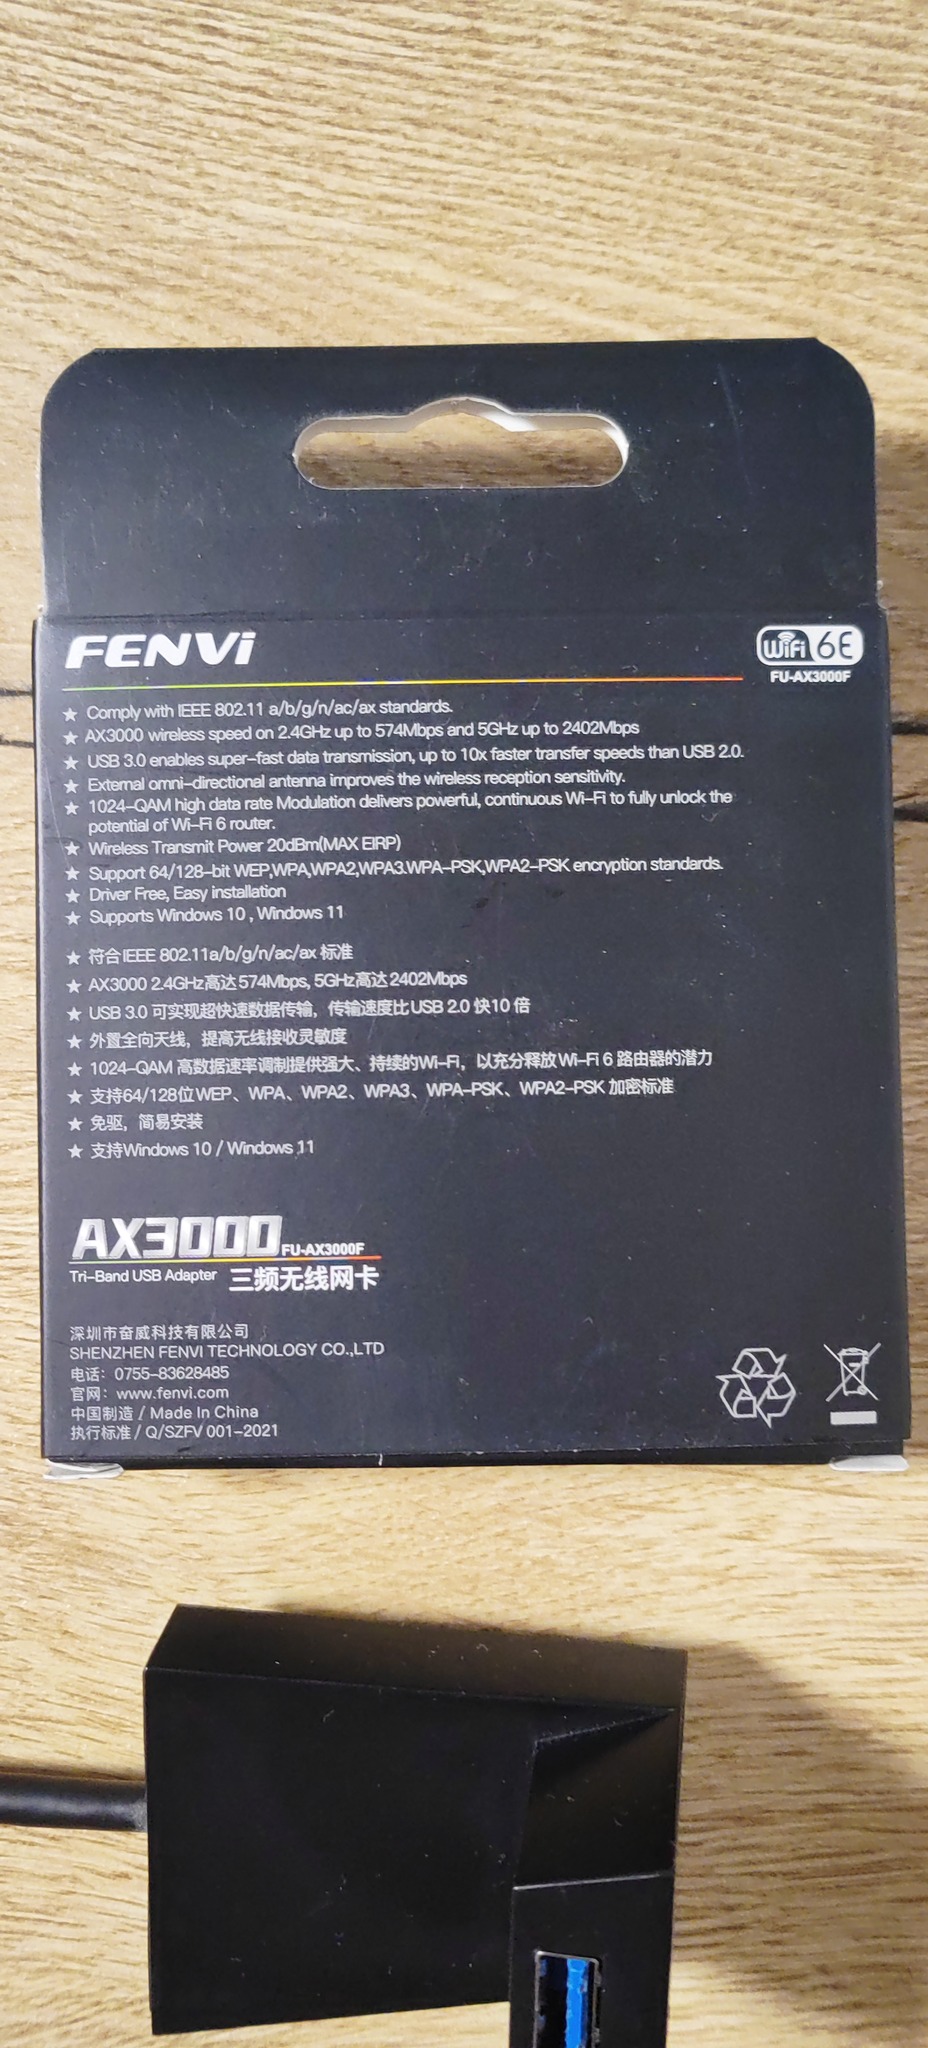 FENVi
WiFi 6E
FU-AX3000F
★ Comply with IEEE 802.11 a/b/g/n/ac/ax standards.
★ AX3000 wireless speed on 2.4GHz up to 574Mbps and 5GHz up to 2402Mbps
★ USB 3.0 enables super-fast data transmission, up to 10x faster transfer speeds than USB 2.0.
★ External omni-directional antenna improves the wireless reception sensitivity.
★ 1024-QAM high data rate Modulation delivers powerful, continuous Wi-Fi to fully unlock the
potential of Wi-Fi 6 router.
★ Wireless Transmit Power 20dBm(MAX EIRP)
★ Support 64/128-bit WEP,WPA,WPA2,WPA3.WPA-PSK,WPA2-PSK encryption standards.
★ Driver Free, Easy installation
★ Supports Windows 10 , Windows 11
★ 符合IEEE 802.11a/b/g/n/ac/ax 标准
★ AX3000 2.4GHz高达574Mbps, 5GHz高达2402Mbps
★ USB 3.0 可实现超快速数据传输，传输速度比USB 2.0 快10 倍
★ 外置全向天线，提高无线接收灵敏度
★ 1024-QAM 高数据速率调制提供强大、持续的Wi-Fi，以充分释放Wi-Fi 6 路由器的潜力
★ 支持64/128位WEP、WPA、WPA2、WPA3、WPA-PSK、WPA2-PSK 加密标准
★ 免驱，简易安装
★ 支持Windows 10 / Windows 11
AX3000 FU-AX3000F
Tri-Band USB Adapter 三频无线网卡
深圳市奋威科技有限公司
SHENZHEN FENVI TECHNOLOGY CO.,LTD
电话：0755-83628485
官网：www.fenvi.com
中国制造 / Made In China
执行标准 / Q/SZFV 001-2021